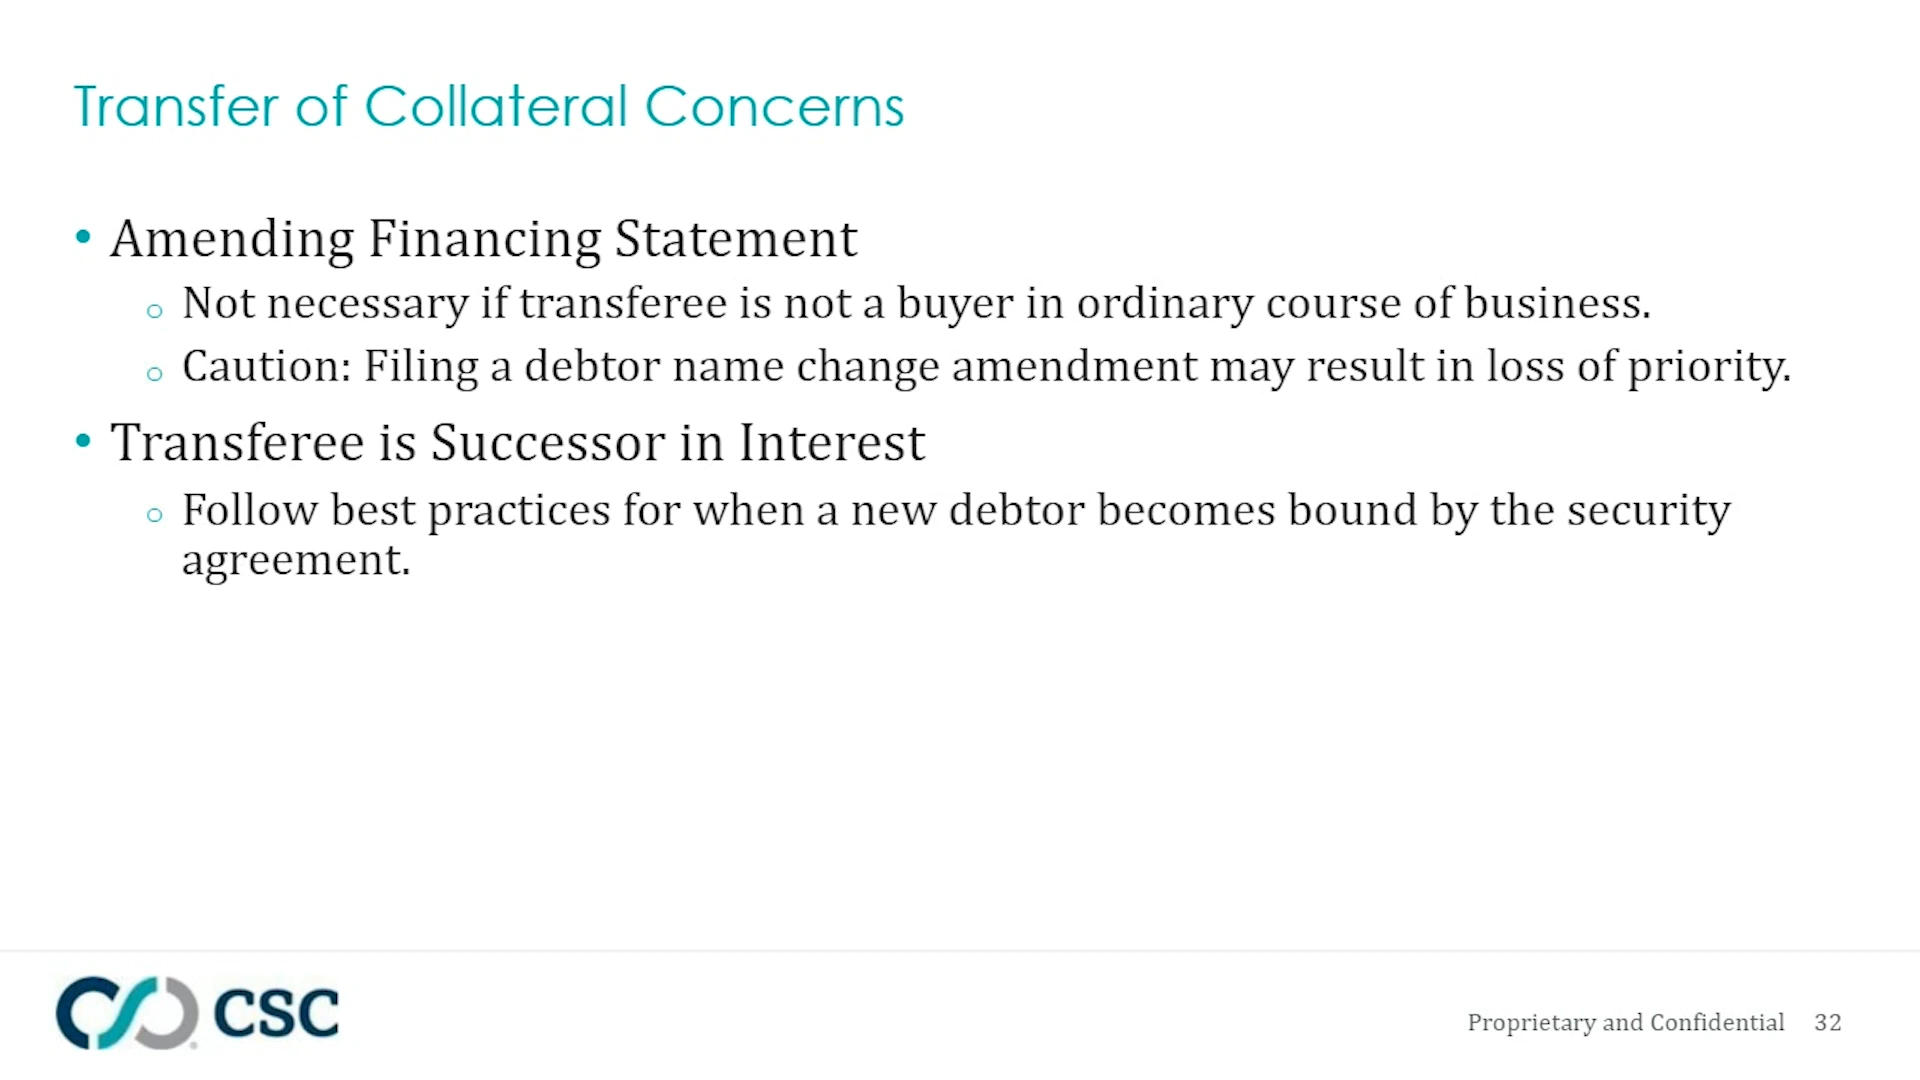 Transfer of Collateral Concerns
• Amending Financing Statement
○ Not necessary if transferee is not a buyer in ordinary course of business.
○ Caution: Filing a debtor name change amendment may result in loss of priority.
• Transferee is Successor in Interest
○ Follow best practices for when a new debtor becomes bound by the security
agreement.
CSC
Proprietary and Confidential 32